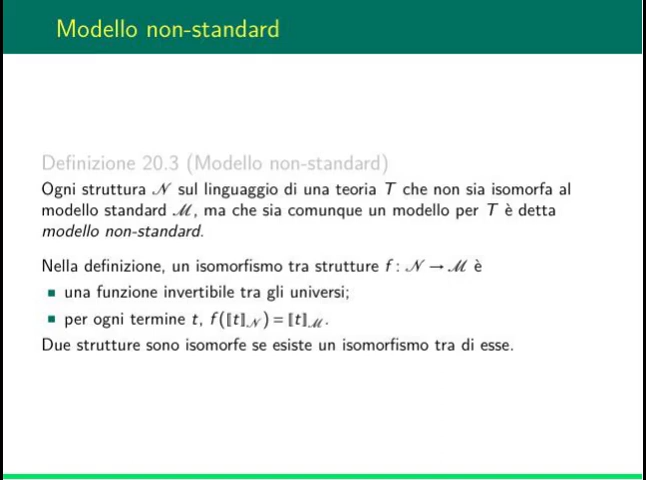 Modello non-standard
Definizione 20.3 (Modello non-standard)
Ogni struttura 𝒩 sul linguaggio di una teoria T che non sia isomorfa al
modello standard ℳ, ma che sia comunque un modello per T è detta
modello non-standard.
Nella definizione, un isomorfismo tra strutture f : 𝒩 → ℳ è
▪ una funzione invertibile tra gli universi;
▪ per ogni termine t, f(⟦t⟧𝒩) = ⟦t⟧ℳ.
Due strutture sono isomorfe se esiste un isomorfismo tra di esse.